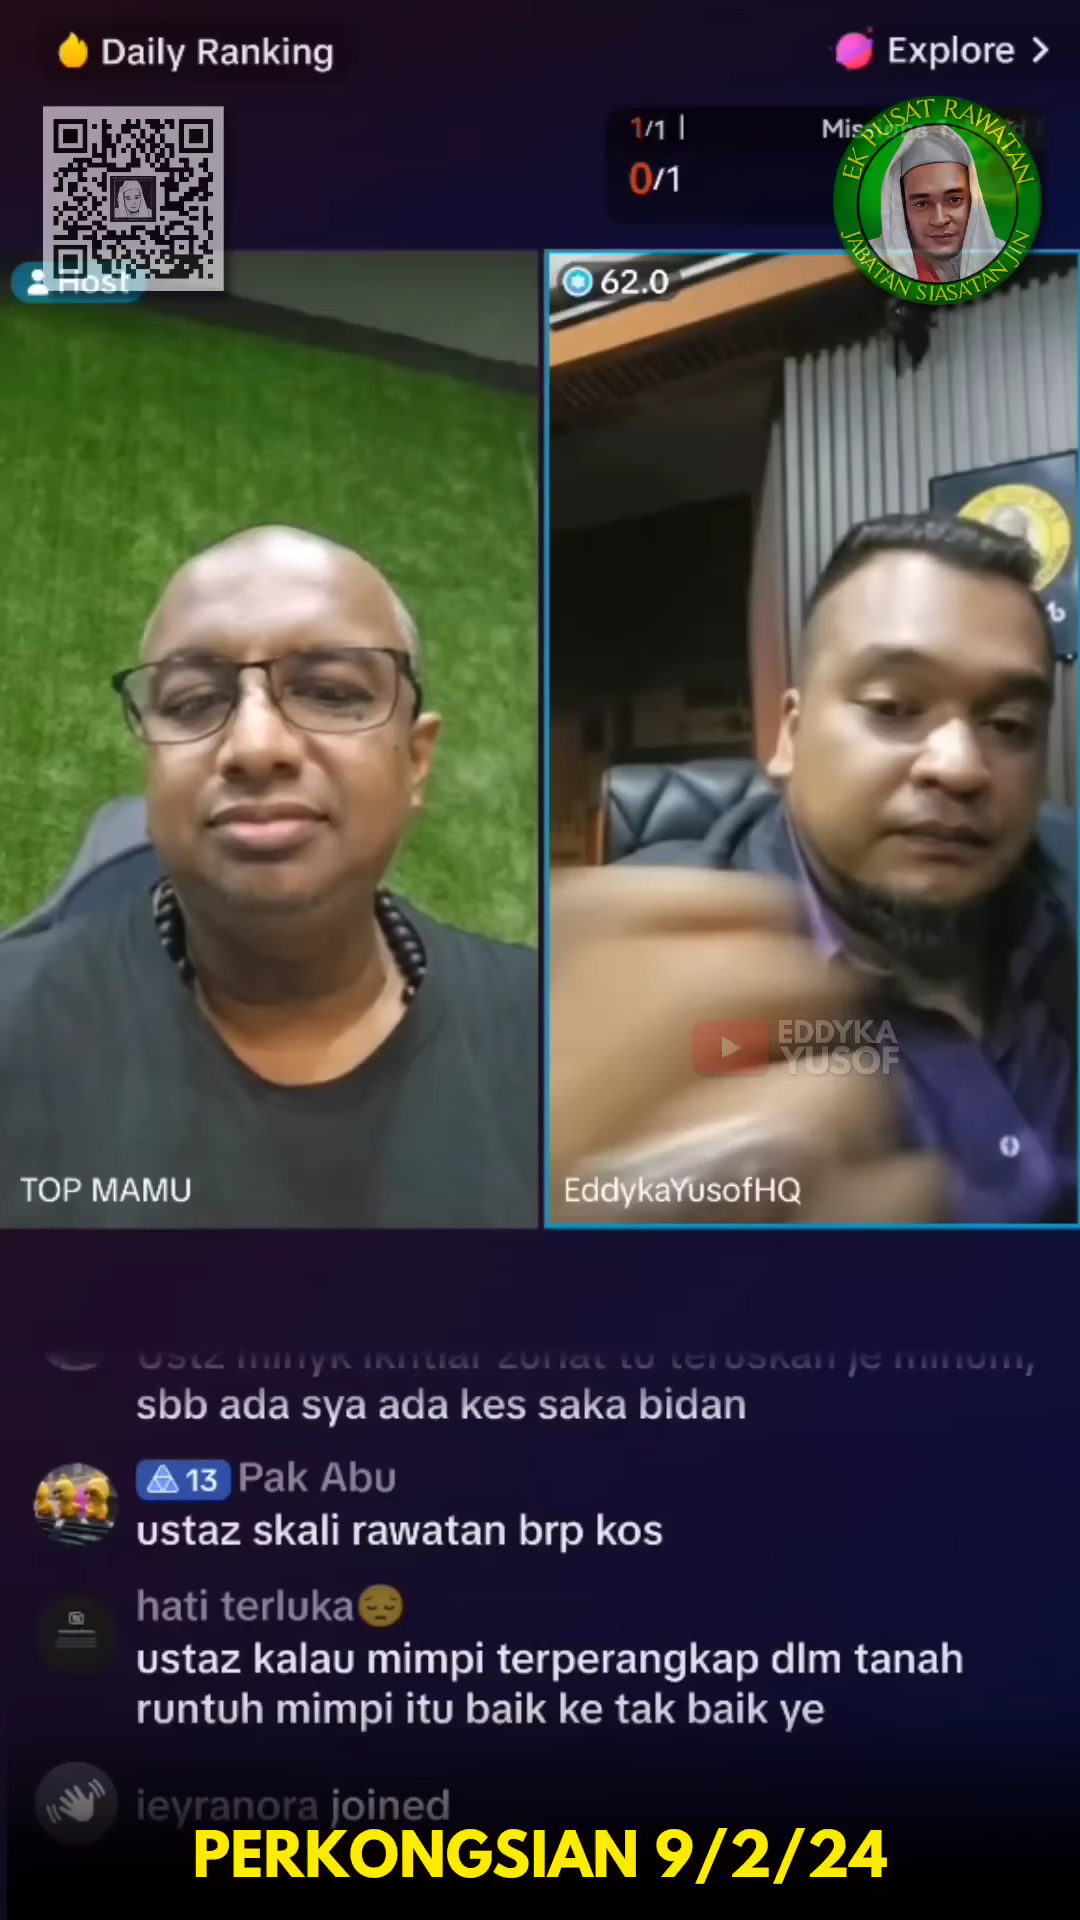 Daily Ranking
Explore >
1/1 |
0/1
EK PUSAT RAWATAN
JABATAN SIASATAN JIN
Host
62.0
EDDYKA
YUSOF
TOP MAMU
EddykaYusofHQ
sbb ada sya ada kes saka bidan
13 Pak Abu
ustaz skali rawatan brp kos
hati terluka😔
ustaz kalau mimpi terperangkap dlm tanah
runtuh mimpi itu baik ke tak baik ye
ieyranora joined
PERKONGSIAN 9/2/24